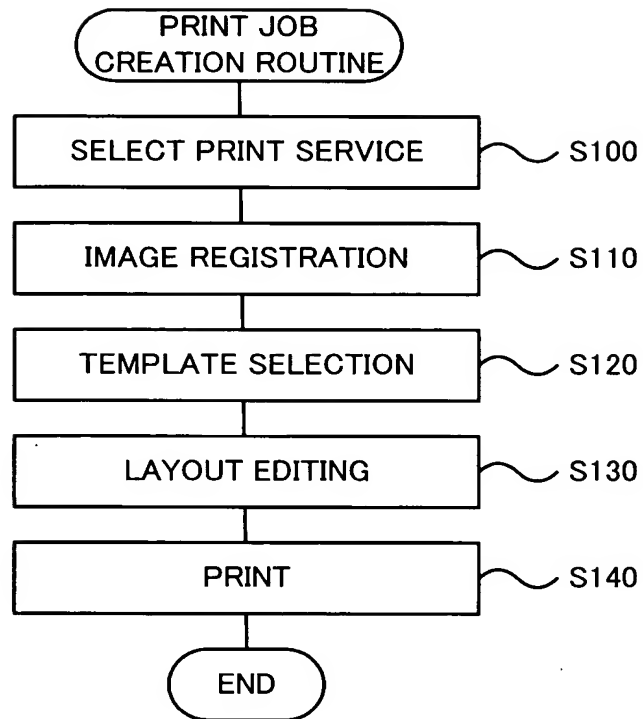 PRINT JOB
CREATION ROUTINE
SELECT PRINT SERVICE
S100
IMAGE REGISTRATION
S110
TEMPLATE SELECTION
S120
LAYOUT EDITING
S130
PRINT
S140
END